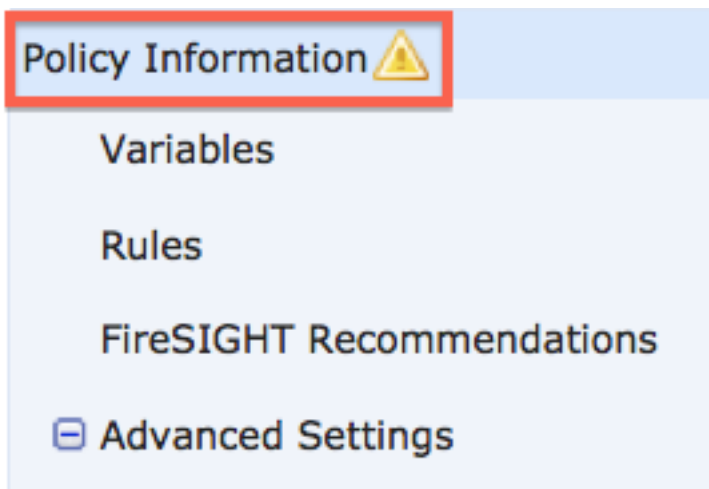 Policy Information
Variables
Rules
FireSIGHT Recommendations
Advanced Settings